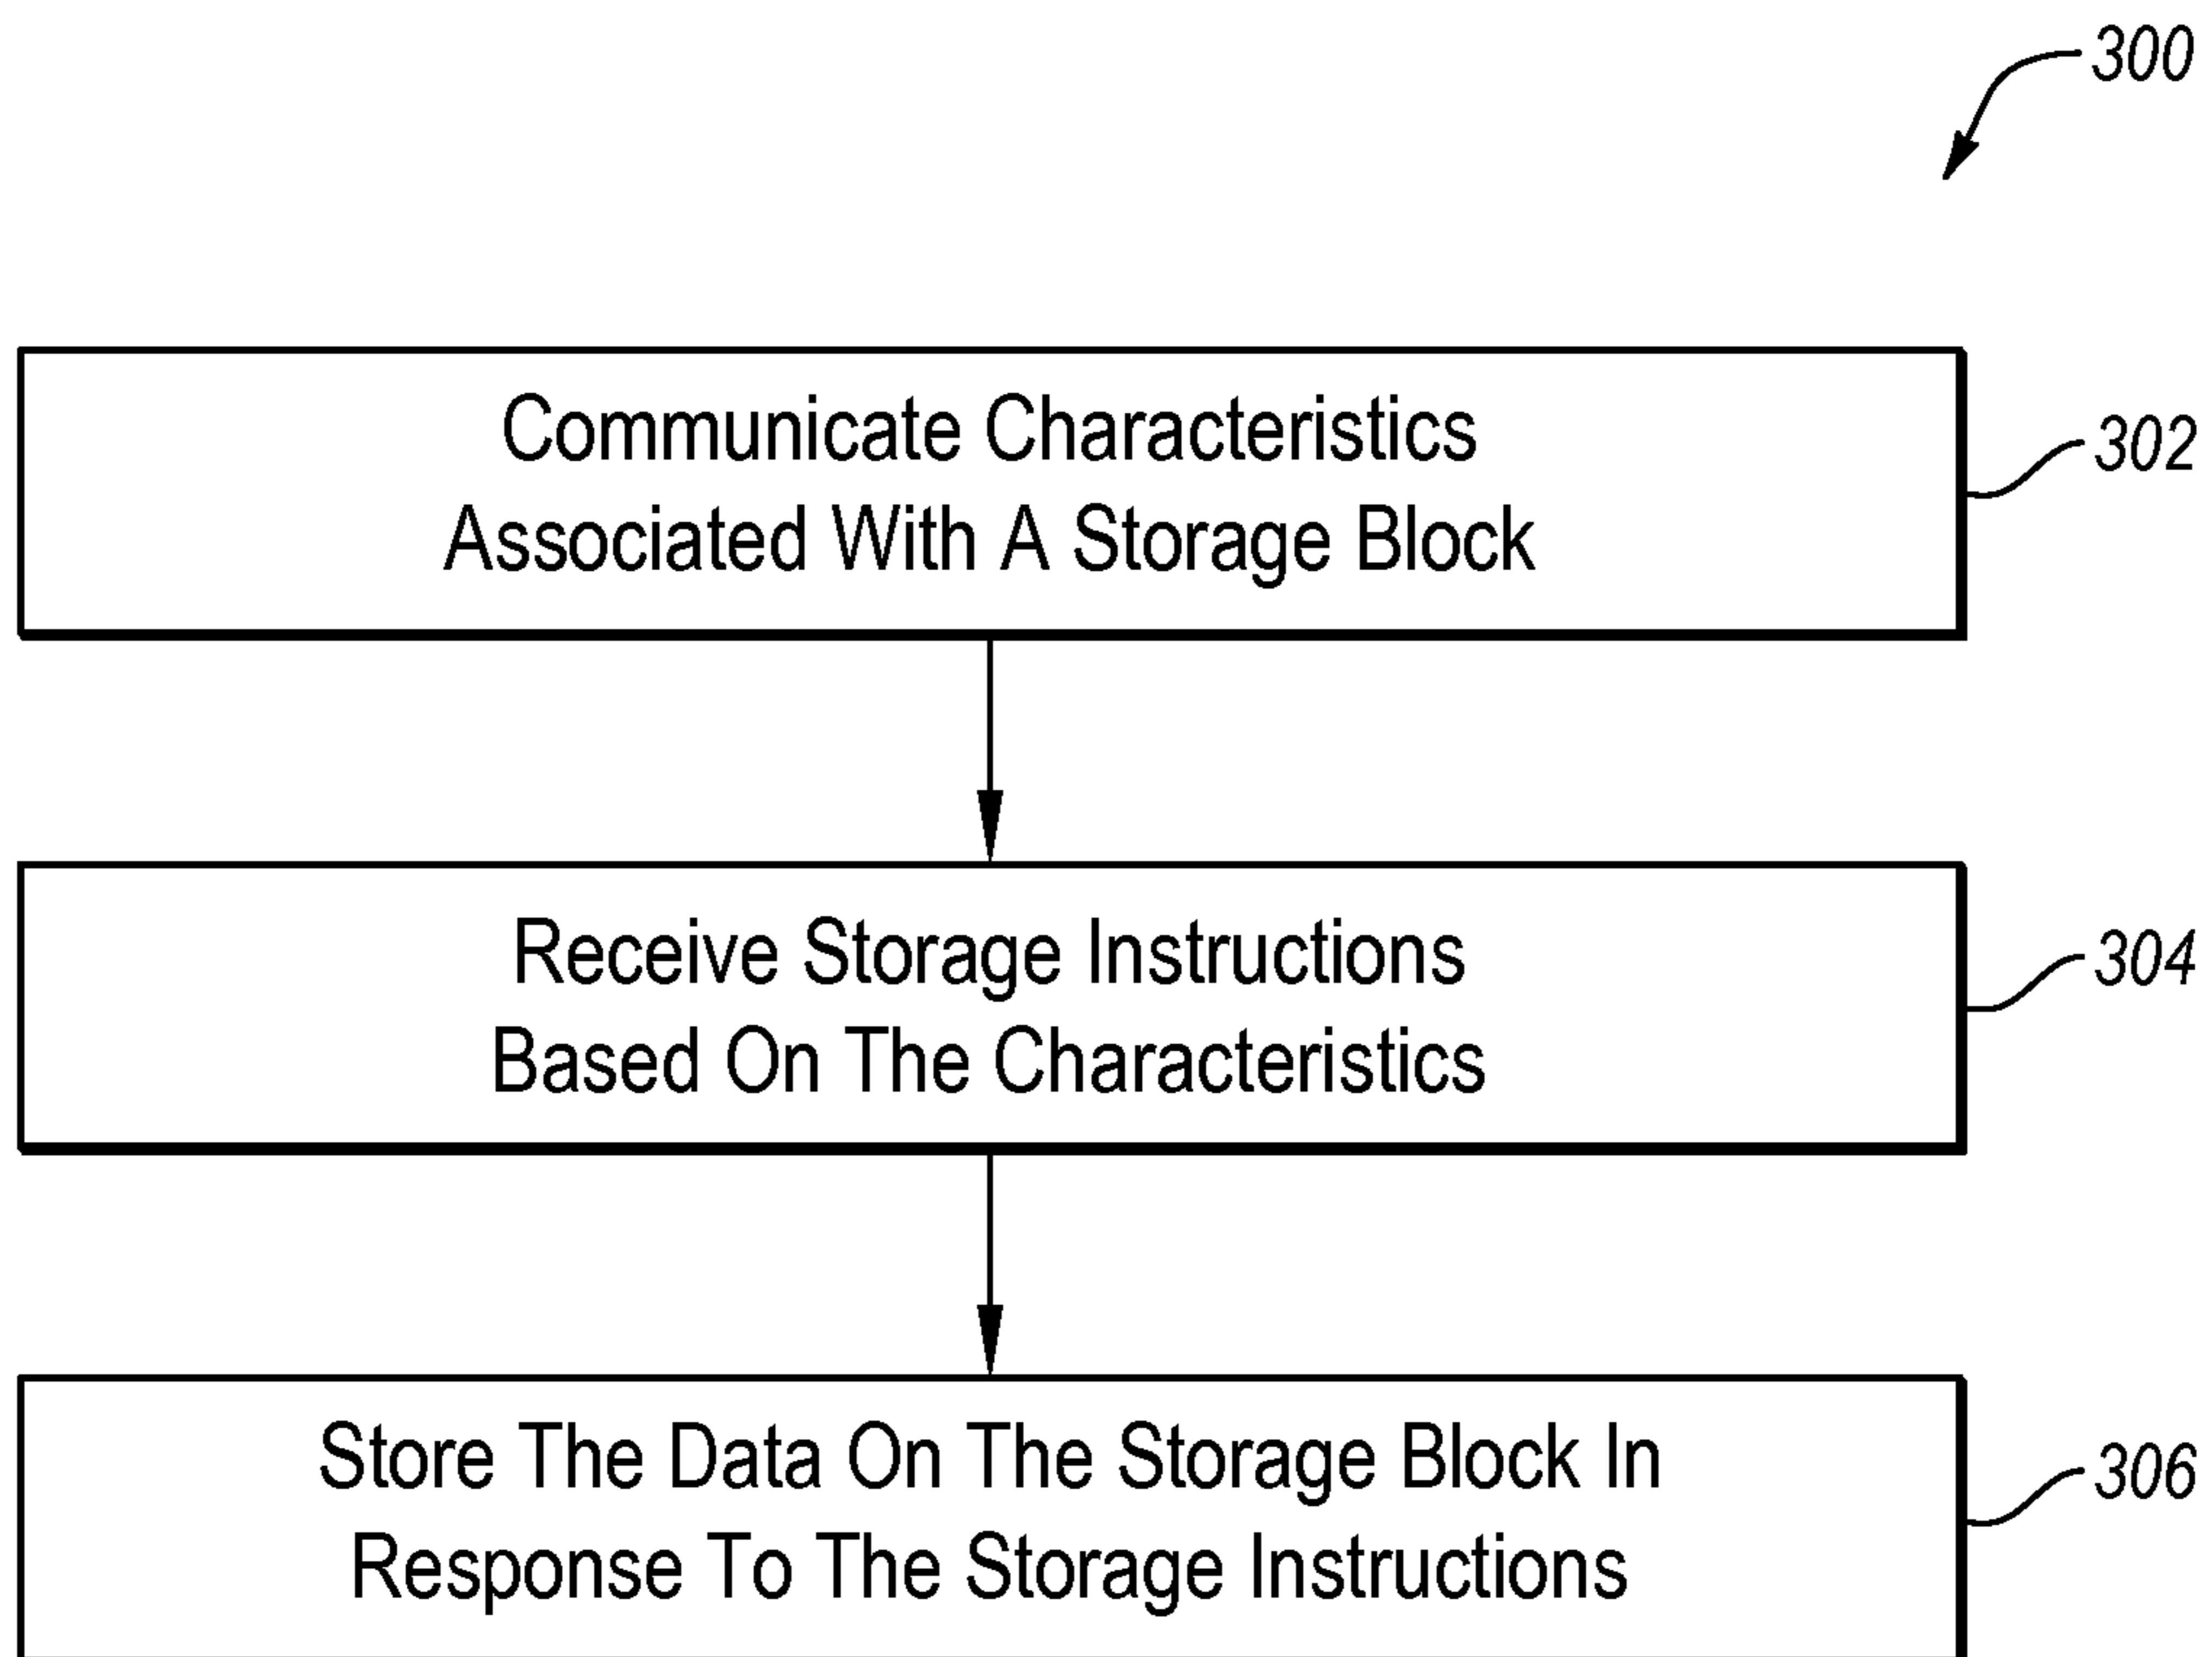 300
Communicate Characteristics
Associated With A Storage Block
302
Receive Storage Instructions
Based On The Characteristics
304
Store The Data On The Storage Block In
Response To The Storage Instructions
306